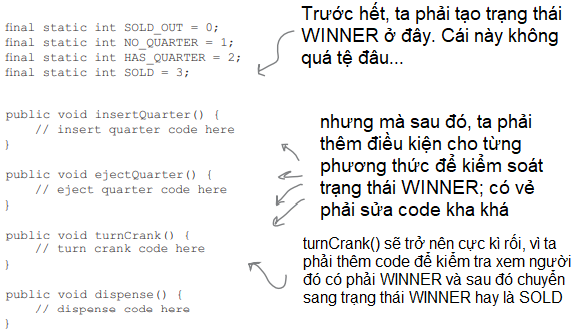 final static int SOLD_OUT = 0;
final static int NO_QUARTER = 1;
final static int HAS_QUARTER = 2;
final static int SOLD = 3;
Trước hết, ta phải tạo trạng thái
WINNER ở đây. Cái này không
quá tệ đâu...
public void insertQuarter() {
// insert quarter code here
}
public void ejectQuarter() {
// eject quarter code here
}
public void turnCrank() {
// turn crank code here
}
public void dispense() {
// dispense code here
}
nhưng mà sau đó, ta phải
thêm điều kiện cho từng
phương thức để kiểm soát
trạng thái WINNER; có vẻ
phải sửa code kha khá
turnCrank() sẽ trở nên cực kì rối, vì ta
phải thêm code để kiểm tra xem người
đó có phải WINNER và sau đó chuyển
sang trạng thái WINNER hay là SOLD